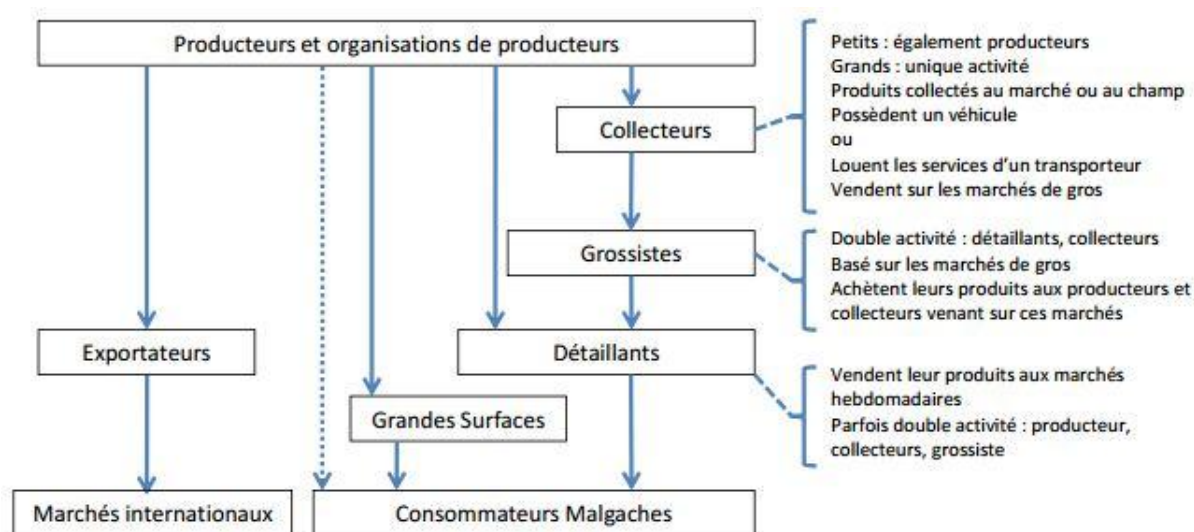 Producteurs et organisations de producteurs
Petits : également producteurs
Grands : unique activité
Produits collectés au marché ou au champ
Possèdent un véhicule
ou
Louent les services d'un transporteur
Vendent sur les marchés de gros
Collecteurs
Grossistes
Double activité : détaillants, collecteurs
Basé sur les marchés de gros
Achètent leurs produits aux producteurs et
collecteurs venant sur ces marchés
Exportateurs
Détaillants
Vendent leur produits aux marchés
hebdomadaires
Parfois double activité : producteur,
collecteurs, grossiste
Grandes Surfaces
Marchés internationaux
Consommateurs Malgaches